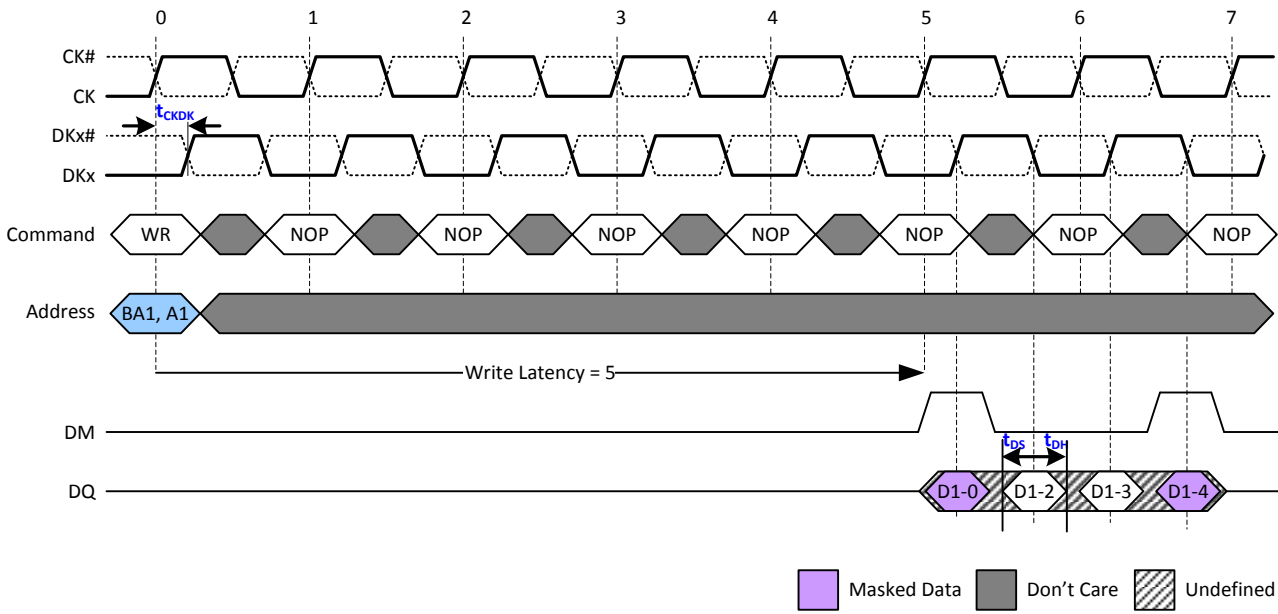 0 1 2 3 4 5 6 7
CK#
CK
tCKDK
DKx#
DKx
Command WR NOP NOP NOP NOP NOP NOP NOP
Address BA1, A1
Write Latency = 5
DM
tDS tDH
DQ D1-0 D1-2 D1-3 D1-4
Masked Data Don't Care Undefined